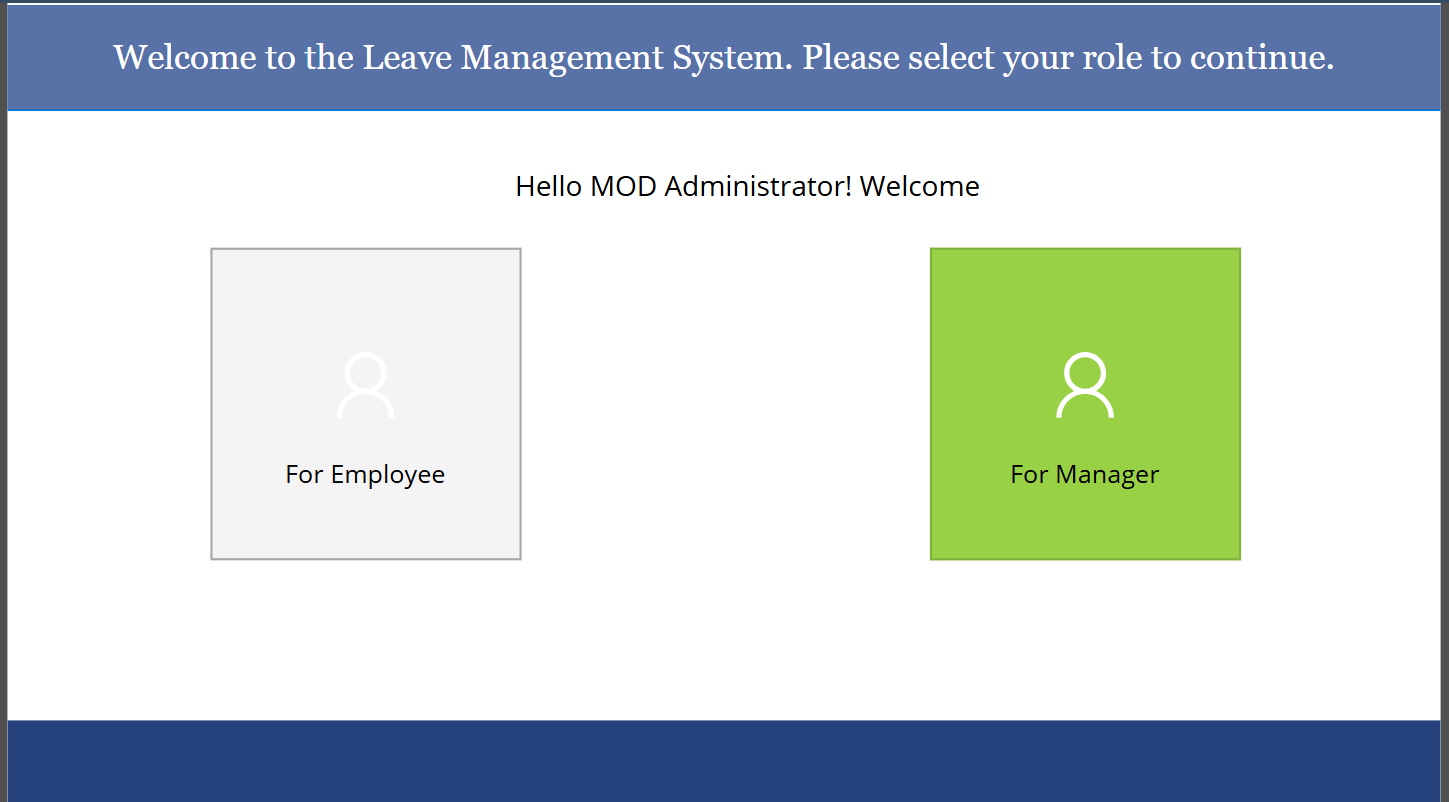 Welcome to the Leave Management System. Please select your role to continue.
Hello MOD Administrator! Welcome
For Employee
For Manager